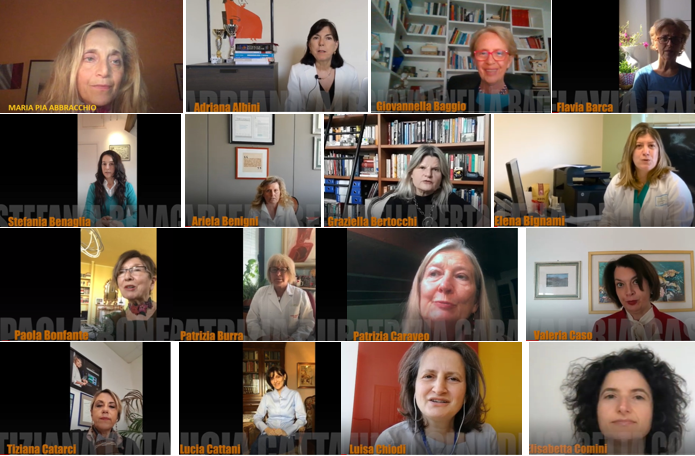 MARIA PIA ABBRACCHIO
Adriana Albini
Giovannella Baggio
Flavia Barca
Stefania Benaglia
Ariela Benigni
Graziella Bertocchi
Elena Bignami
Paola Bonfante
Patrizia Burra
Patrizia Caraveo
Valeria Caso
Tiziana Catarci
Lucia Cattani
Luisa Chiodi
Elisabetta Comini